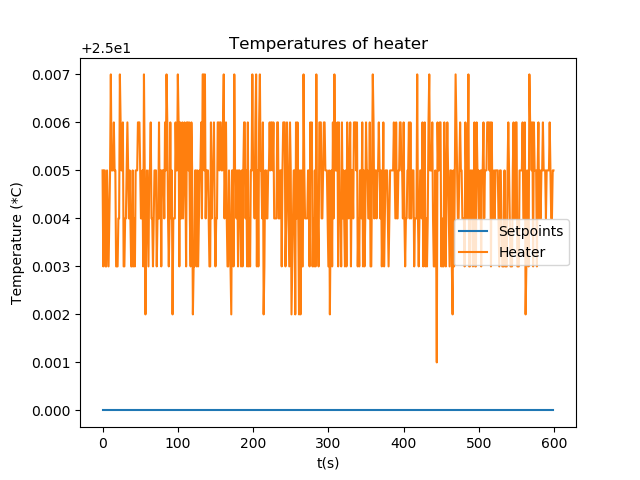 Temperatures of heater
+2.5e1
0.007
0.006
0.005
0.004
0.003
0.002
0.001
0.000
Temperature (*C)
Setpoints
Heater
0 100 200 300 400 500 600
t(s)